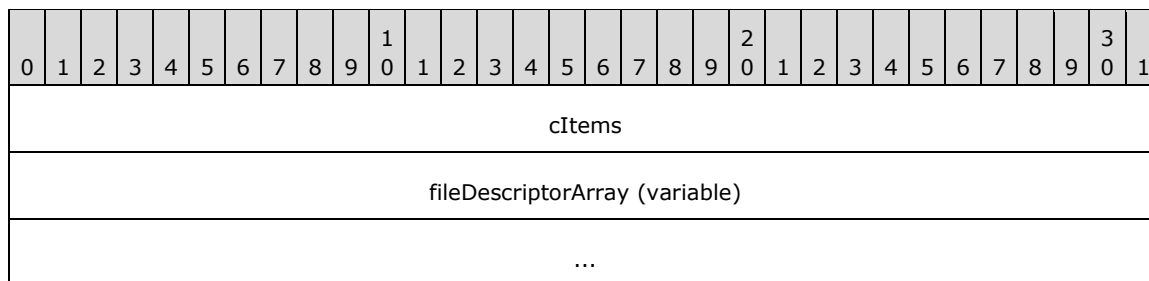 1 2 3
0 1 2 3 4 5 6 7 8 9 0 1 2 3 4 5 6 7 8 9 0 1 2 3 4 5 6 7 8 9 0 1
cItems
fileDescriptorArray (variable)
...